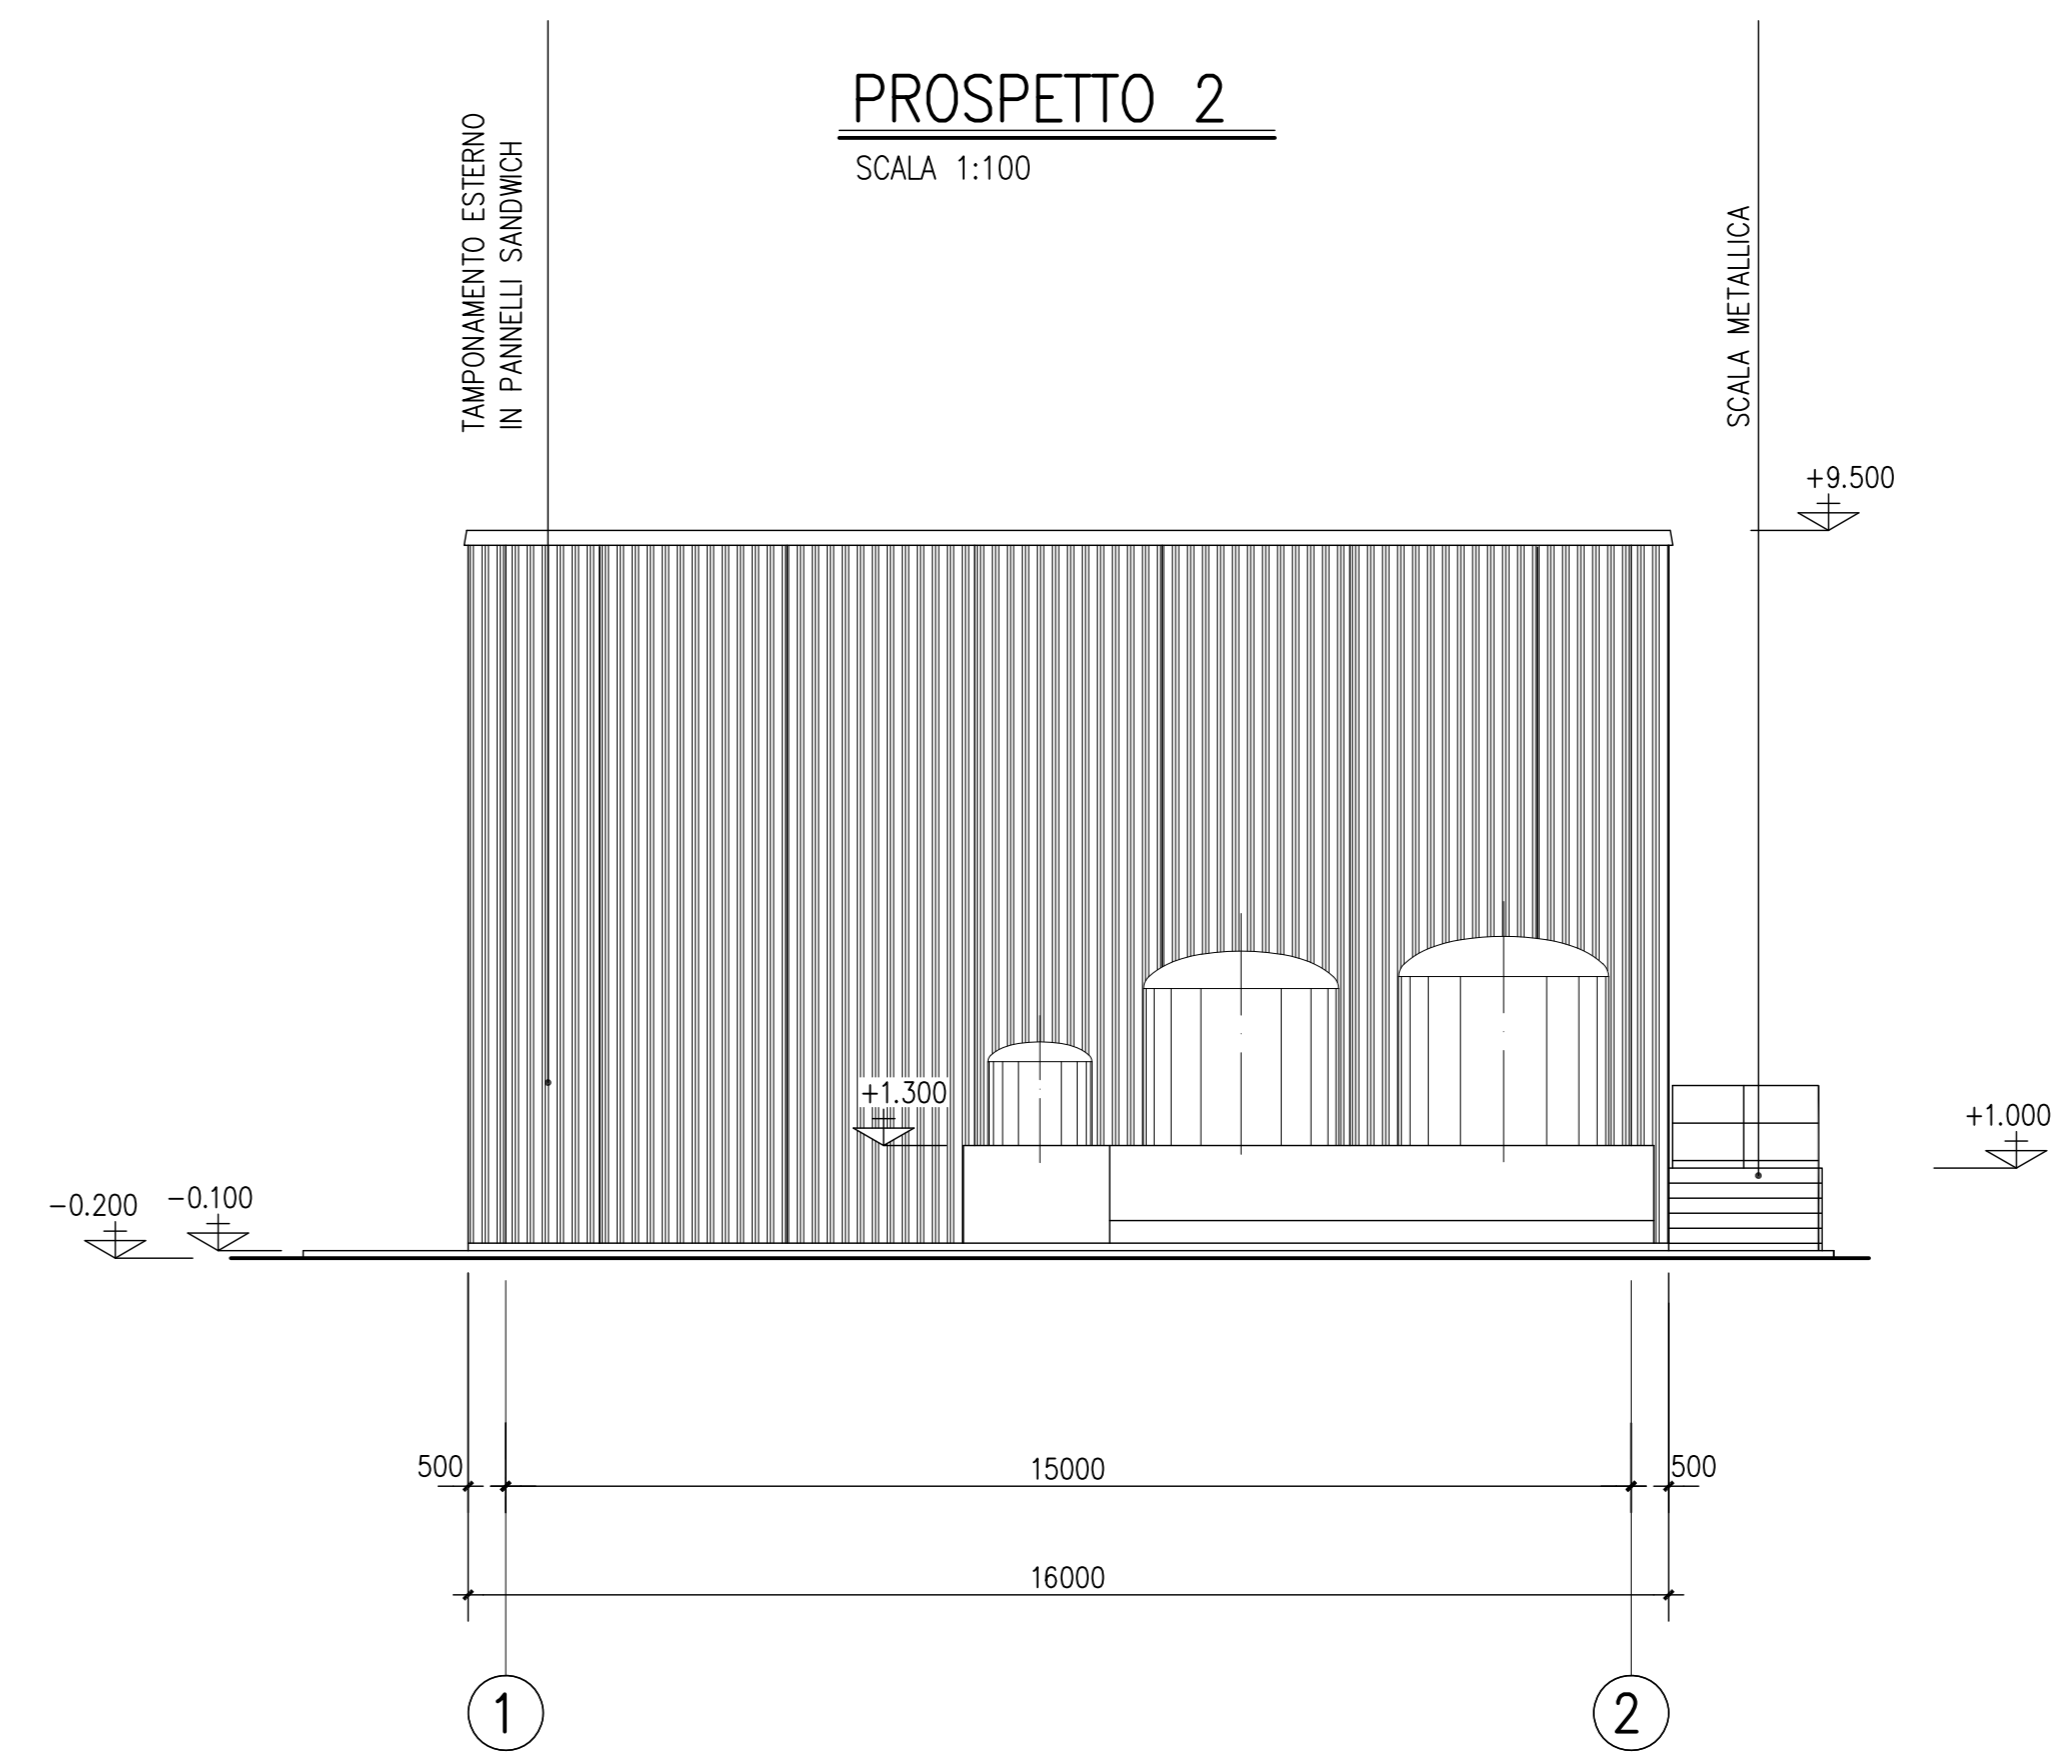 PROSPETTO 2
SCALA 1:100
TAMPONAMENTO ESTERNO
IN PANNELLI SANDWICH
SCALA METALLICA
+9.500
+1.300
+1.000
-0.200
-0.100
500
15000
500
16000
1
2